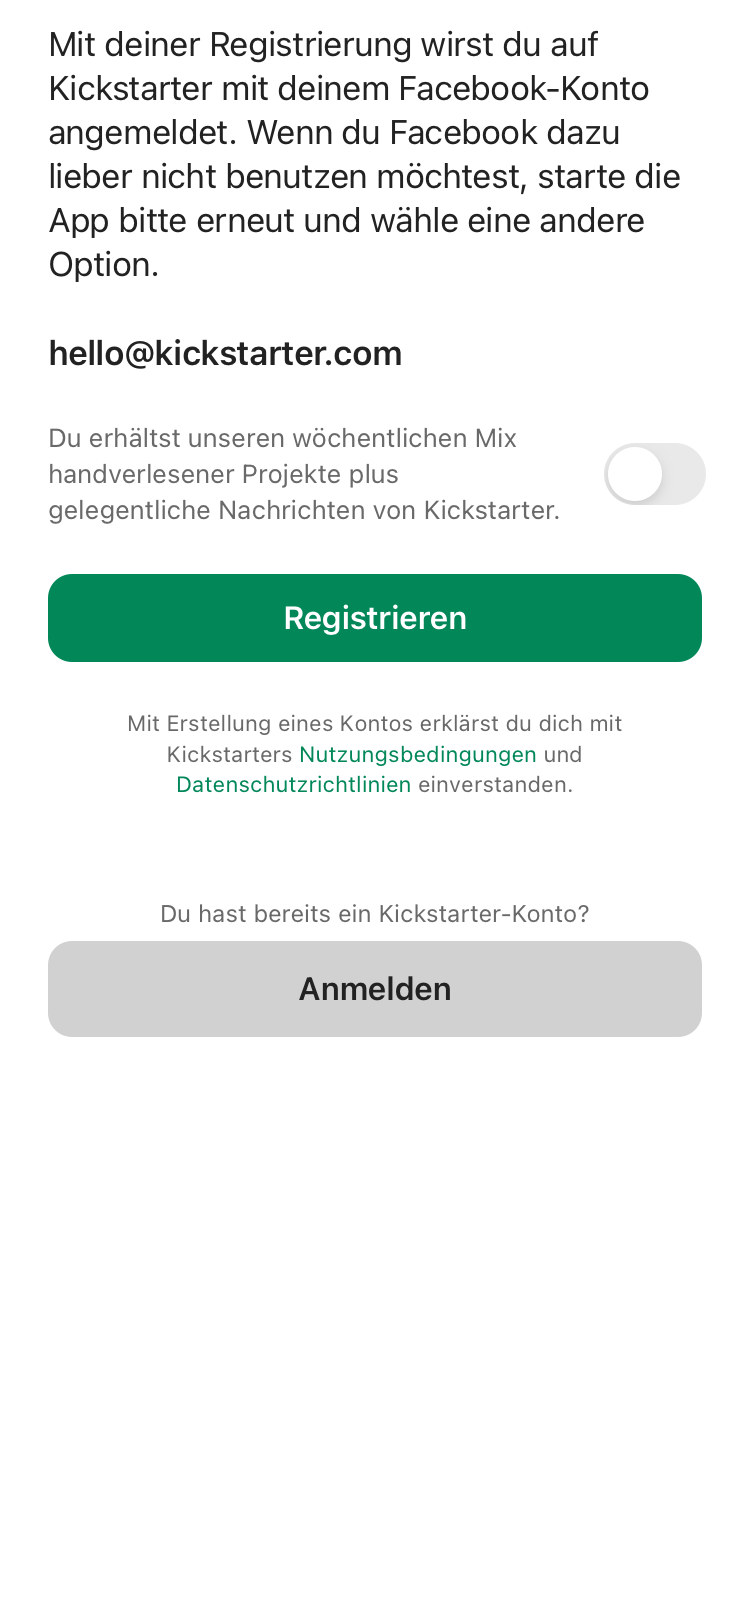 Mit deiner Registrierung wirst du auf
Kickstarter mit deinem Facebook-Konto
angemeldet. Wenn du Facebook dazu
lieber nicht benutzen möchtest, starte die
App bitte erneut und wähle eine andere
Option.
hello@kickstarter.com
Du erhältst unseren wöchentlichen Mix
handverlesener Projekte plus
gelegentliche Nachrichten von Kickstarter.
Registrieren
Mit Erstellung eines Kontos erklärst du dich mit
Kickstarters Nutzungsbedingungen und
Datenschutzrichtlinien einverstanden.
Du hast bereits ein Kickstarter-Konto?
Anmelden